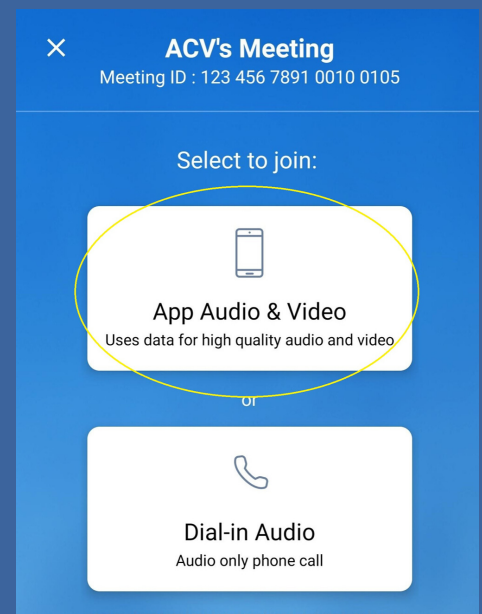 ACV's Meeting
Meeting ID : 123 456 7891 0010 0105
Select to join:
App Audio & Video
Uses data for high quality audio and video
or
Dial-in Audio
Audio only phone call